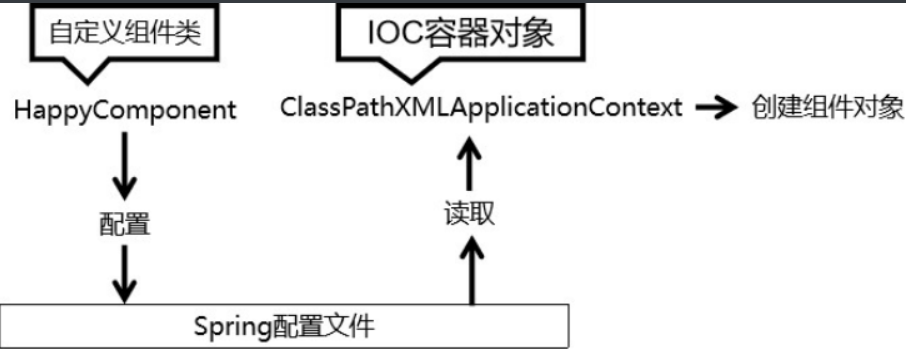 自定义组件类
IOC容器对象
HappyComponent
ClassPathXMLApplicationContext
创建组件对象
配置
读取
Spring配置文件